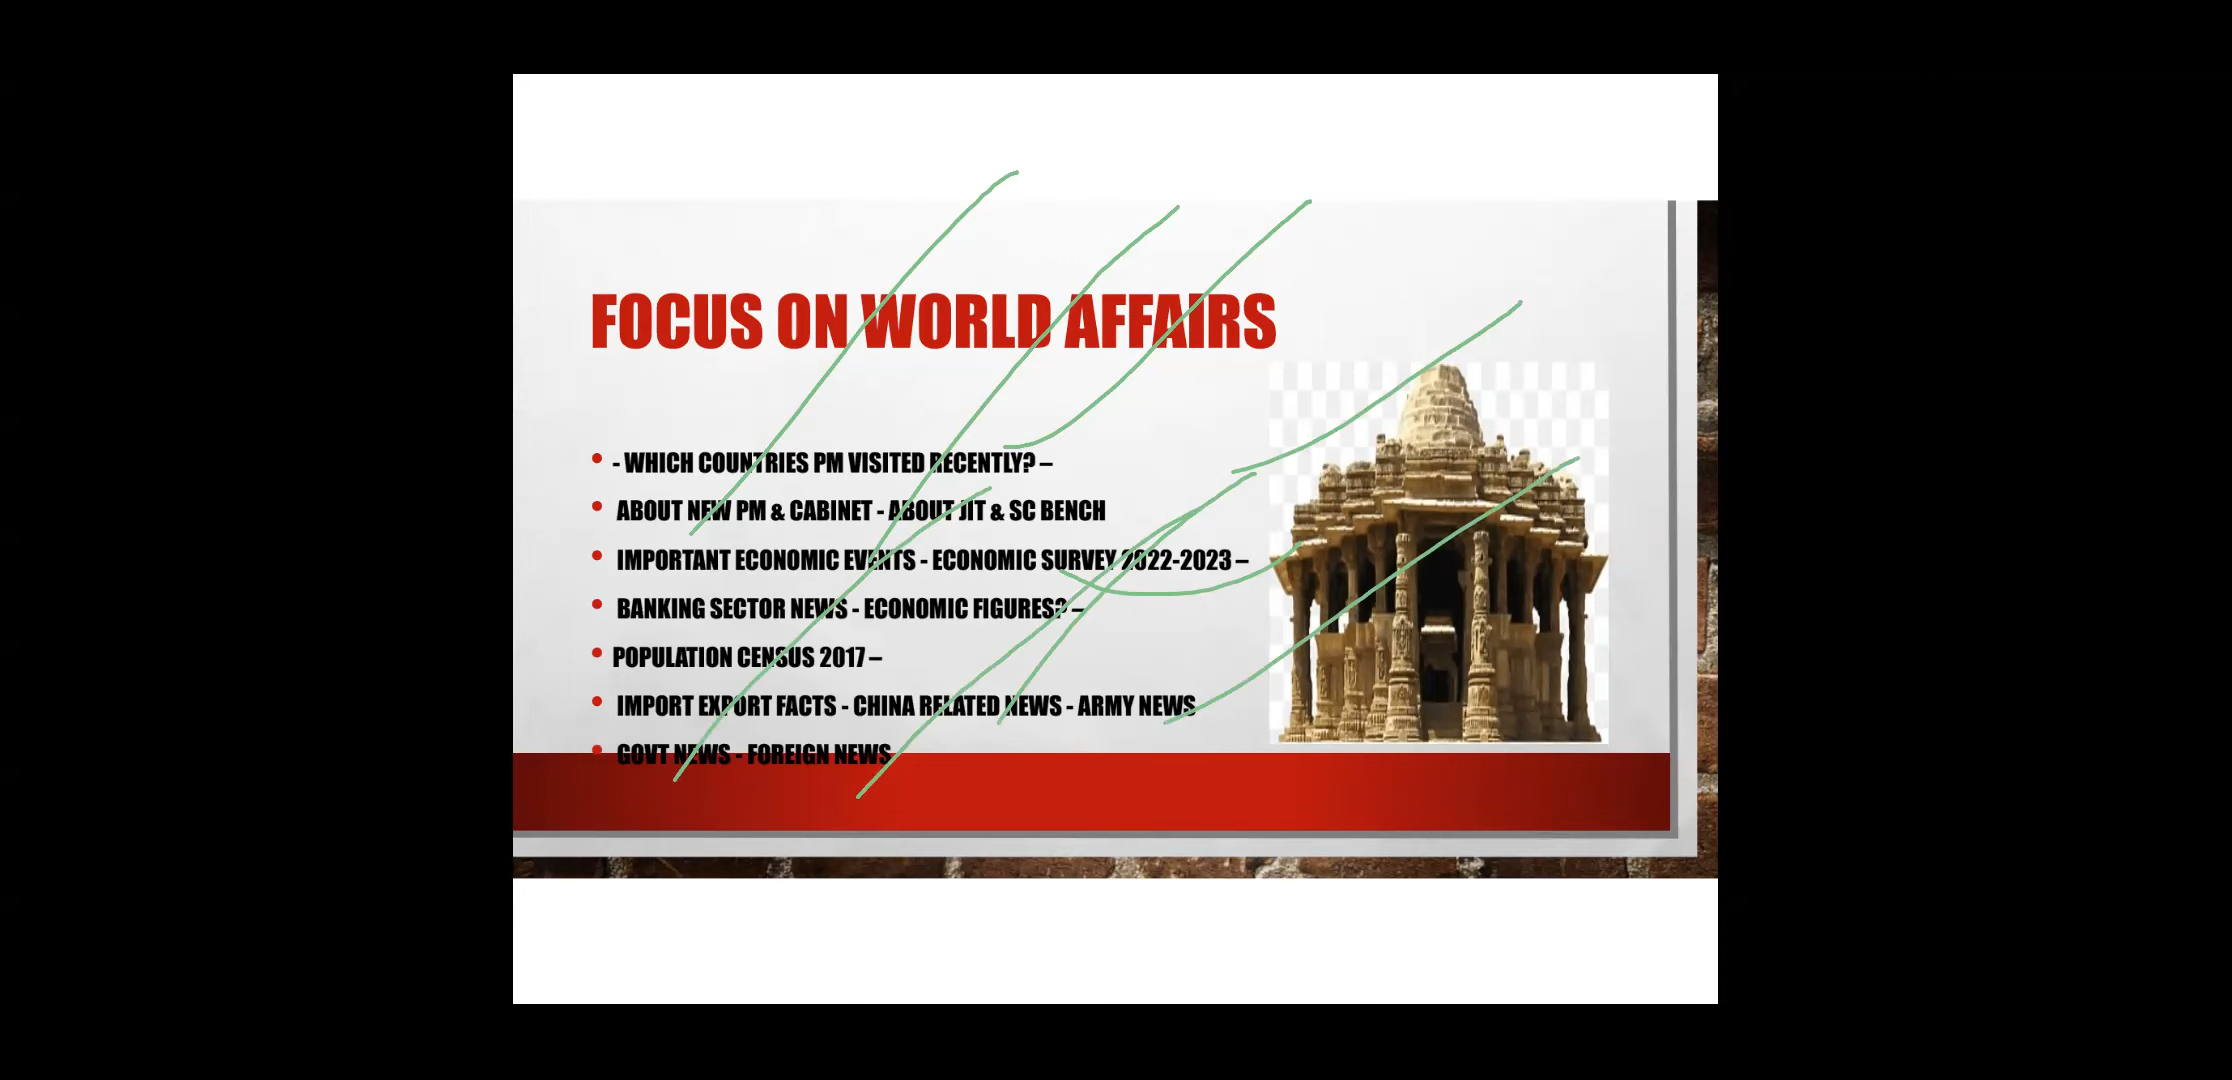 FOCUS ON WORLD AFFAIRS
- WHICH COUNTRIES PM VISITED RECENTLY? –
ABOUT NEW PM & CABINET - ABOUT JIT & SC BENCH
IMPORTANT ECONOMIC EVENTS - ECONOMIC SURVEY 2022-2023 –
BANKING SECTOR NEWS - ECONOMIC FIGURES? –
POPULATION CENSUS 2017 –
IMPORT EXPORT FACTS - CHINA RELATED NEWS - ARMY NEWS
GOVT NEWS - FOREIGN NEWS